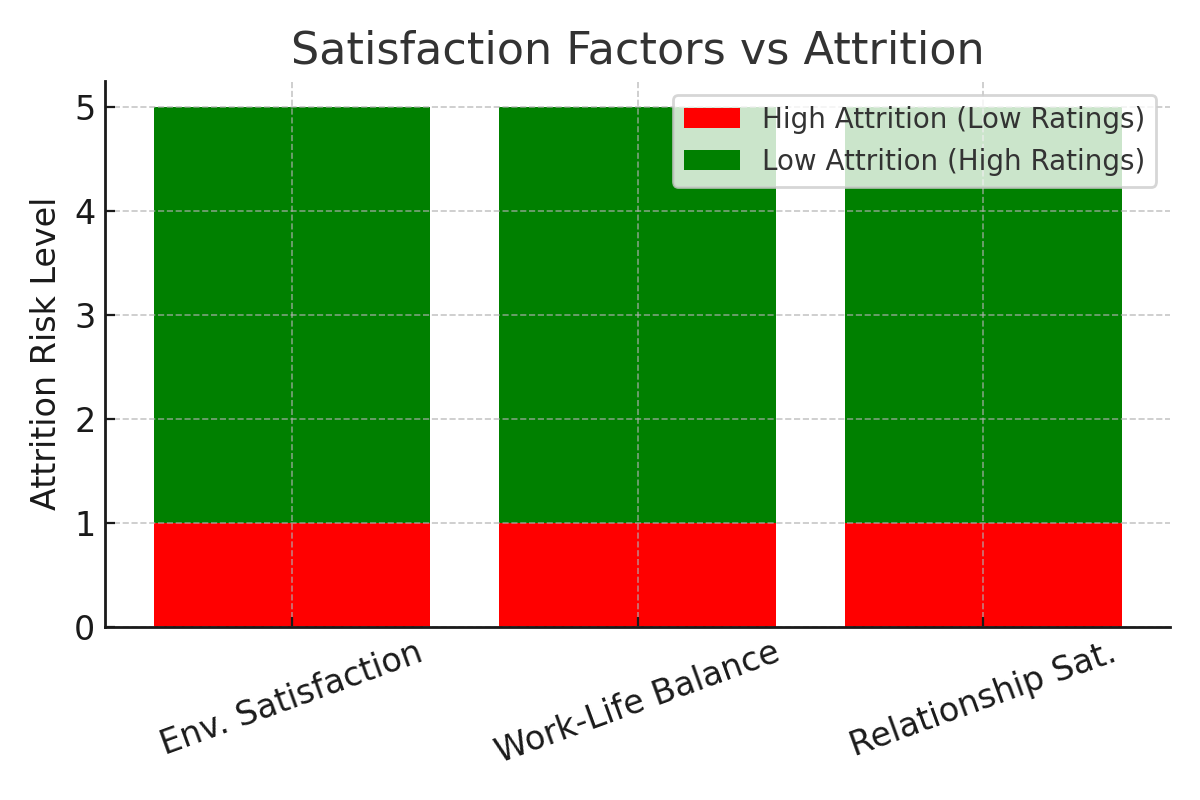 Satisfaction Factors vs Attrition
High Attrition (Low Ratings)
Low Attrition (High Ratings)
Attrition Risk Level
5
4
3
2
1
0
Env. Satisfaction
Work-Life Balance
Relationship Sat.